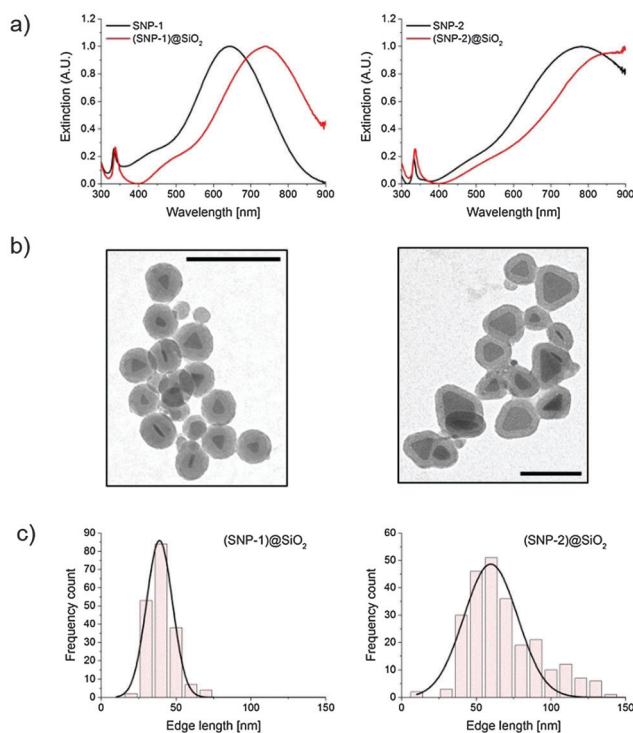 a)
SNP-1
(SNP-1)@SiO₂
Extinction (A.U.)
1.0
0.8
0.6
0.4
0.2
0.0
300 400 500 600 700 800 900
Wavelength [nm]
SNP-2
(SNP-2)@SiO₂
Extinction (A.U.)
1.0
0.8
0.6
0.4
0.2
0.0
300 400 500 600 700 800 900
Wavelength [nm]
b)
c)
(SNP-1)@SiO₂
Frequency count
90
80
70
60
50
40
30
20
10
0
0 50 100 150
Edge length [nm]
(SNP-2)@SiO₂
Frequency count
60
50
40
30
20
10
0
0 50 100 150
Edge length [nm]